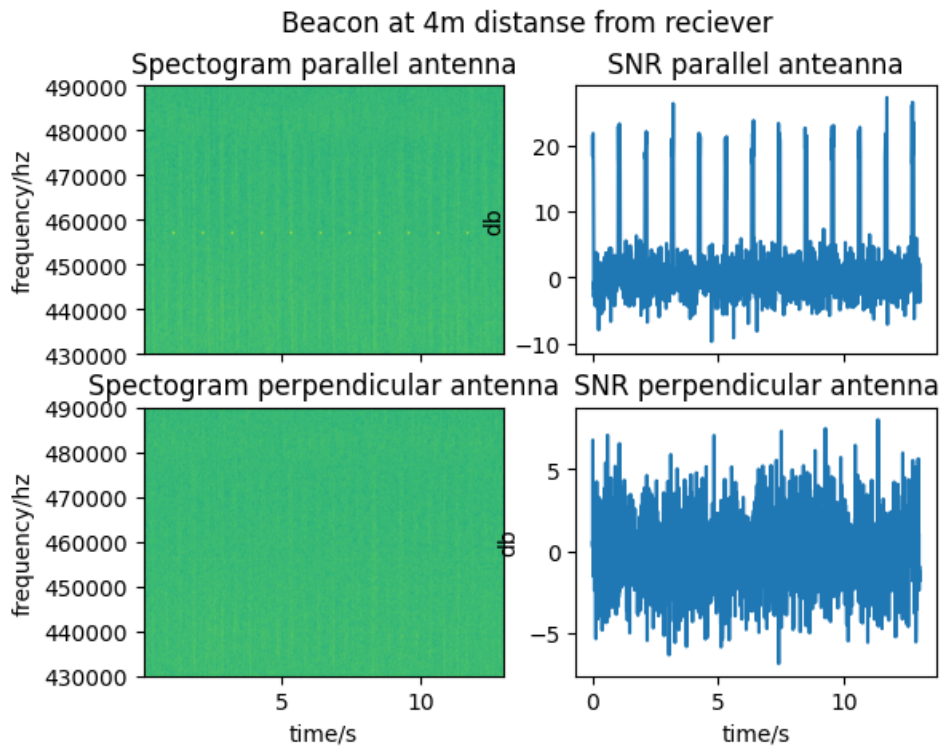 Beacon at 4m distanse from reciever
Spectogram parallel antenna
SNR parallel anteanna
490000
480000
470000
460000
450000
440000
430000
frequency/hz
5
10
db
20
10
0
−10
Spectogram perpendicular antenna
SNR perpendicular antenna
490000
480000
470000
460000
450000
440000
430000
frequency/hz
5
10
time/s
db
5
0
−5
0
10
time/s